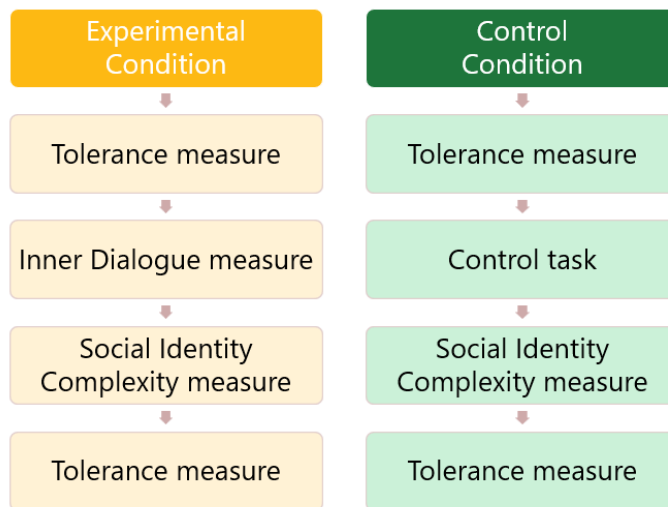 Experimental
Condition
Tolerance measure
Inner Dialogue measure
Social Identity
Complexity measure
Tolerance measure
Control
Condition
Tolerance measure
Control task
Social Identity
Complexity measure
Tolerance measure